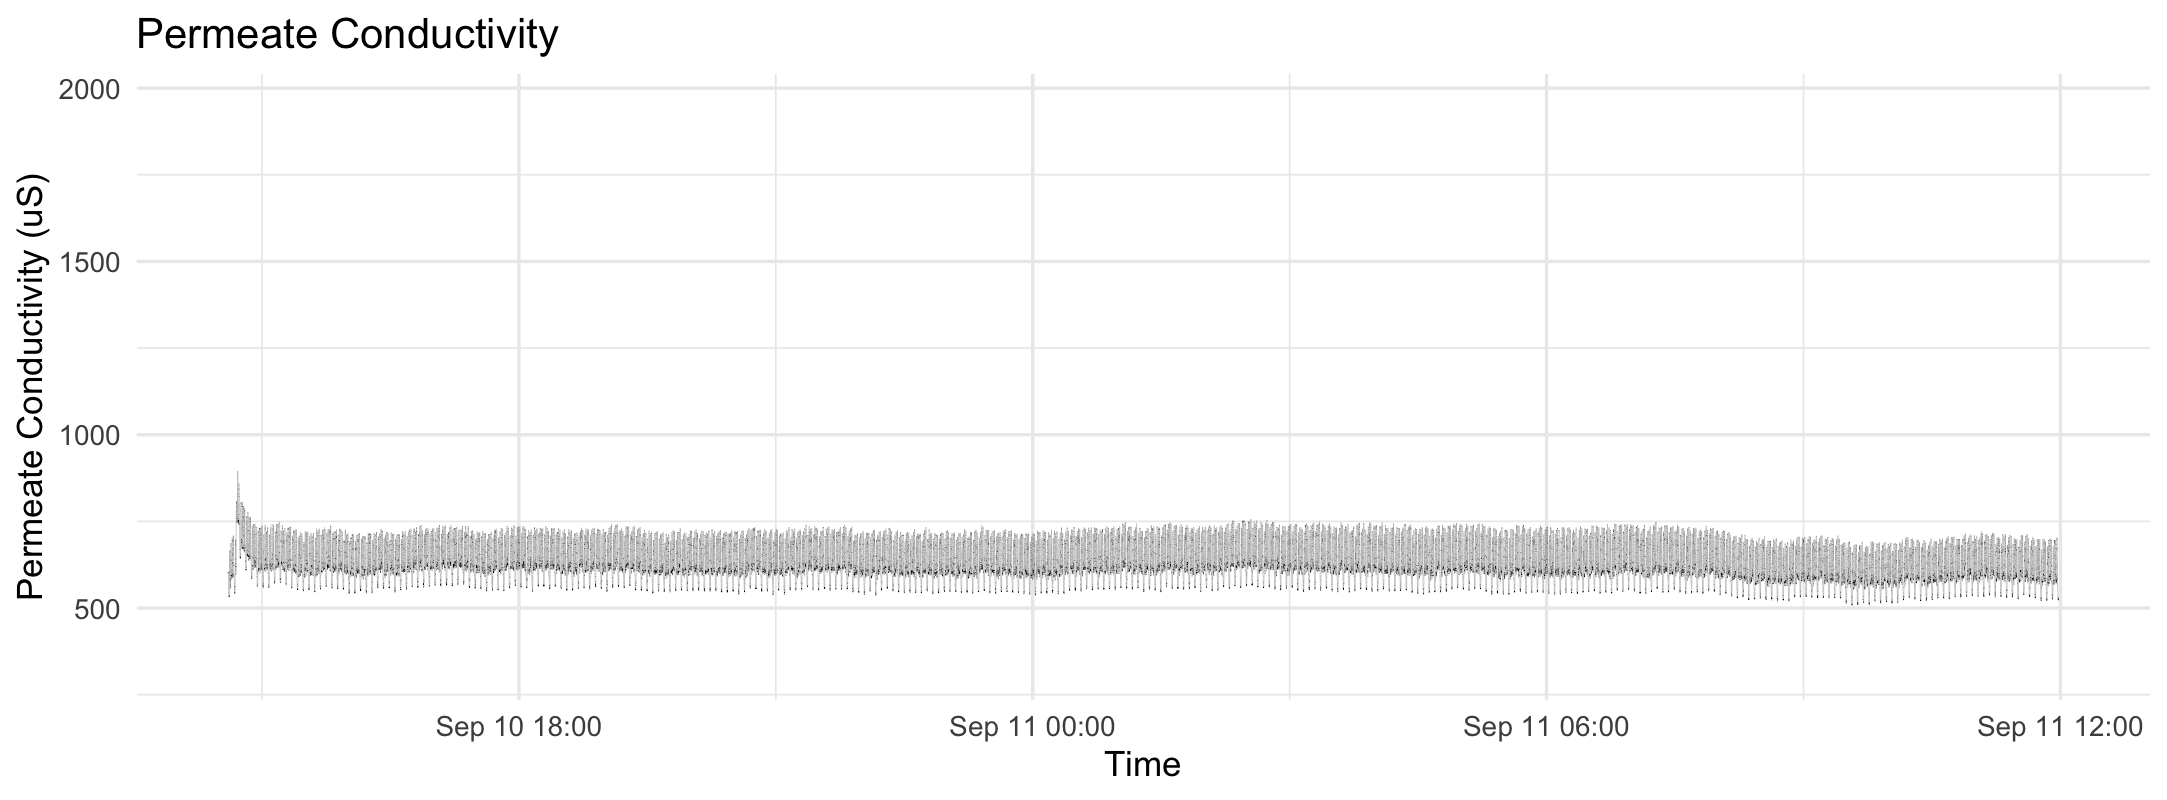 Permeate Conductivity
Permeate Conductivity (uS)
2000
1500
1000
500
Sep 10 18:00
Sep 11 00:00
Sep 11 06:00
Sep 11 12:00
Time